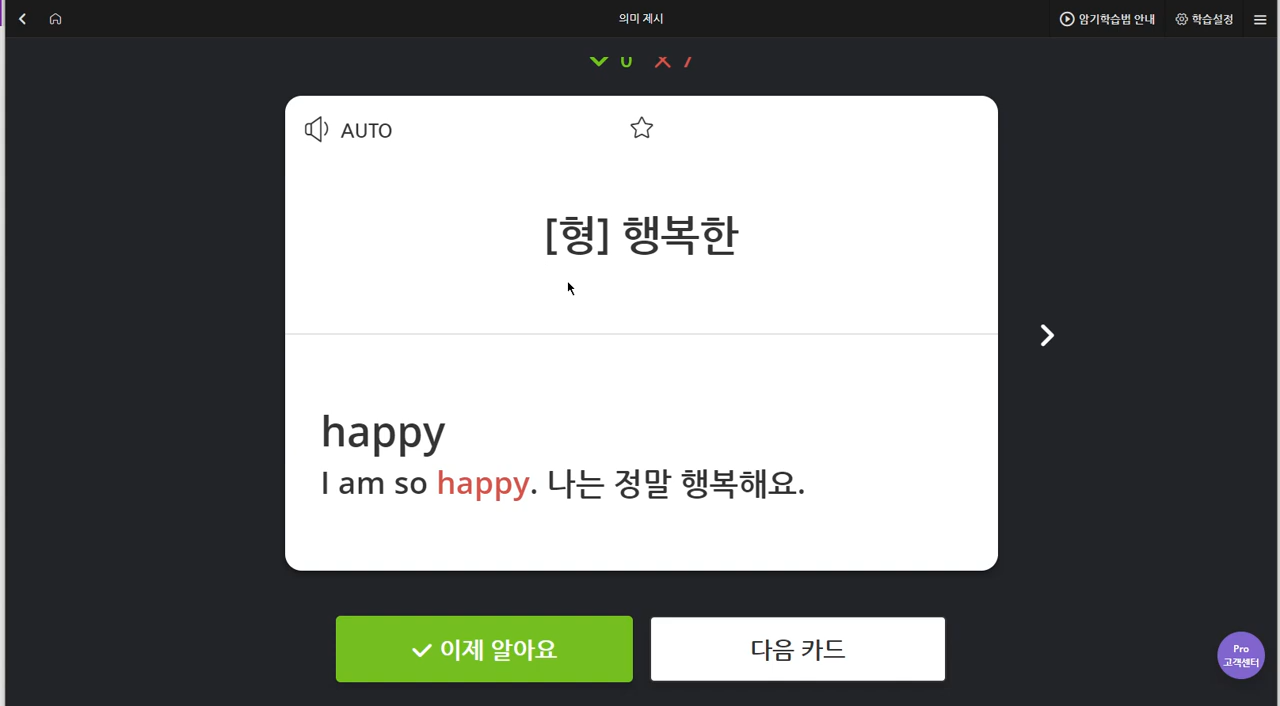 의미 제시
암기학습법 안내
학습설정
AUTO
[형] 행복한
happy
I am so happy. 나는 정말 행복해요.
이제 알아요
다음 카드
Pro
고객센터